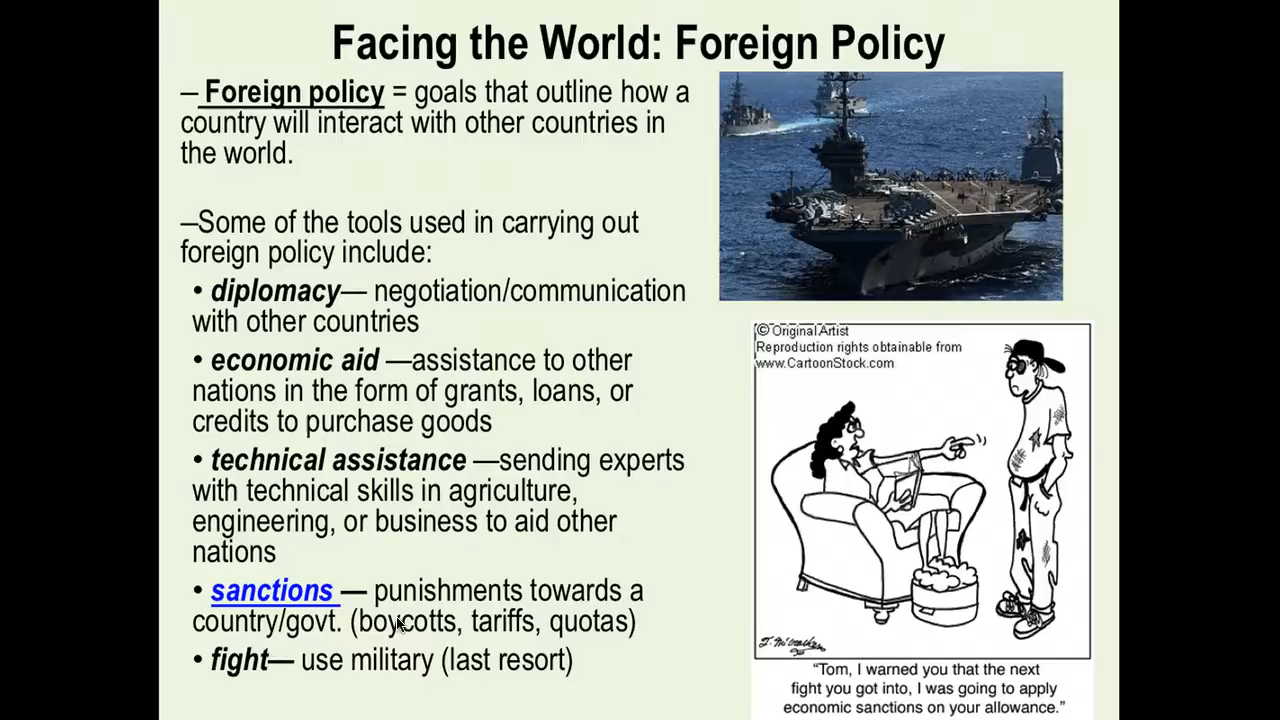 Facing the World: Foreign Policy
– Foreign policy = goals that outline how a
country will interact with other countries in
the world.
–Some of the tools used in carrying out
foreign policy include:
• diplomacy— negotiation/communication
with other countries
• economic aid —assistance to other
nations in the form of grants, loans, or
credits to purchase goods
• technical assistance —sending experts
with technical skills in agriculture,
engineering, or business to aid other
nations
• sanctions — punishments towards a
country/govt. (boycotts, tariffs, quotas)
• fight— use military (last resort)
© Original Artist
Reproduction rights obtainable from
www.CartoonStock.com
“Tom, I warned you that the next
fight you got into, I was going to apply
economic sanctions on your allowance.”